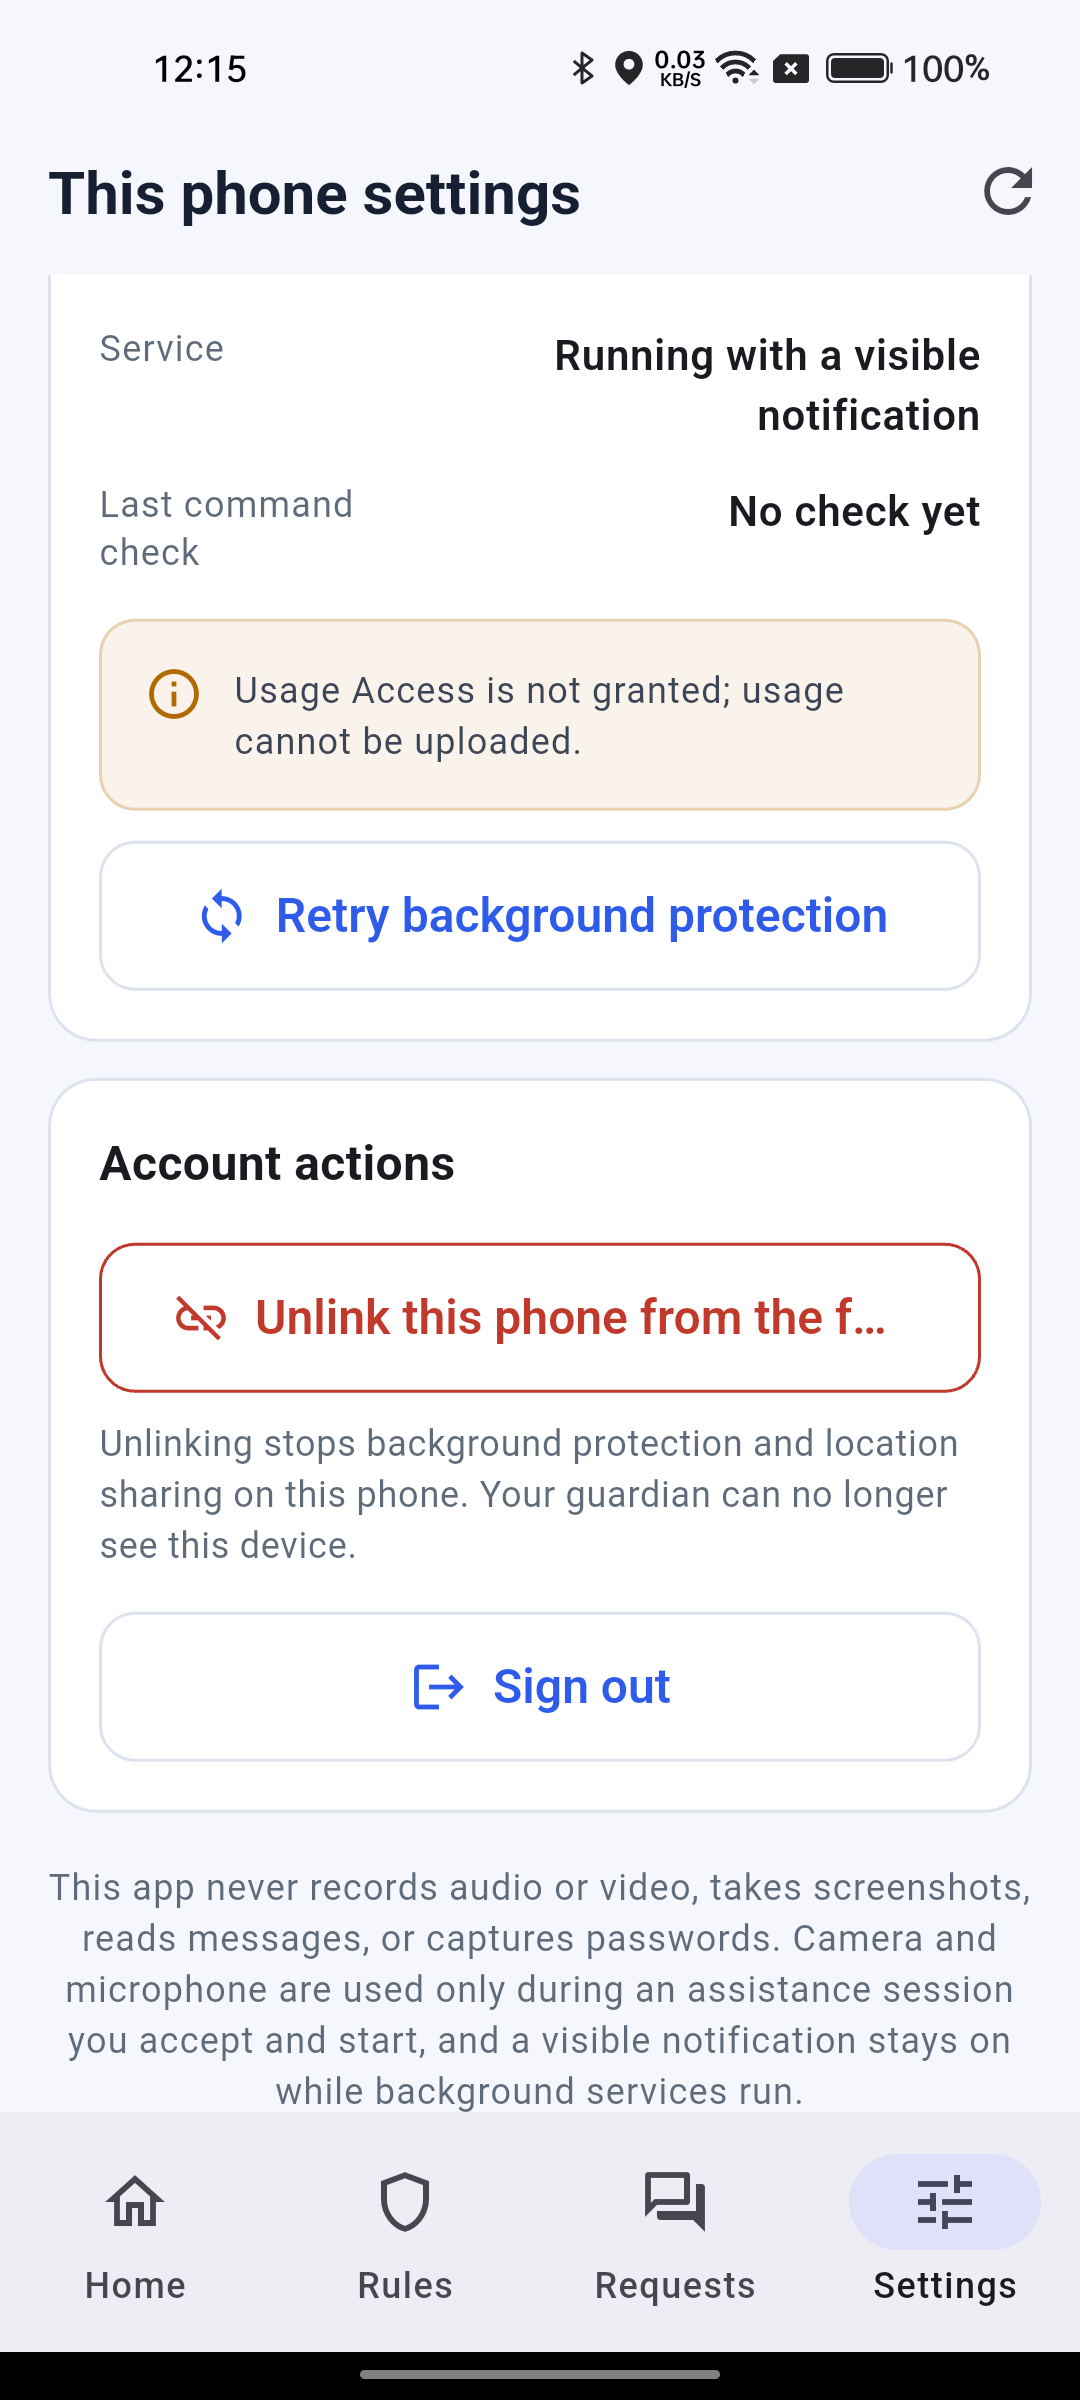 12:15
0.03
KB/S
100%
This phone settings
Service
Running with a visible
notification
Last command
check
No check yet
Usage Access is not granted; usage
cannot be uploaded.
Retry background protection
Account actions
Unlink this phone from the f…
Unlinking stops background protection and location
sharing on this phone. Your guardian can no longer
see this device.
Sign out
This app never records audio or video, takes screenshots,
reads messages, or captures passwords. Camera and
microphone are used only during an assistance session
you accept and start, and a visible notification stays on
while background services run.
Home
Rules
Requests
Settings